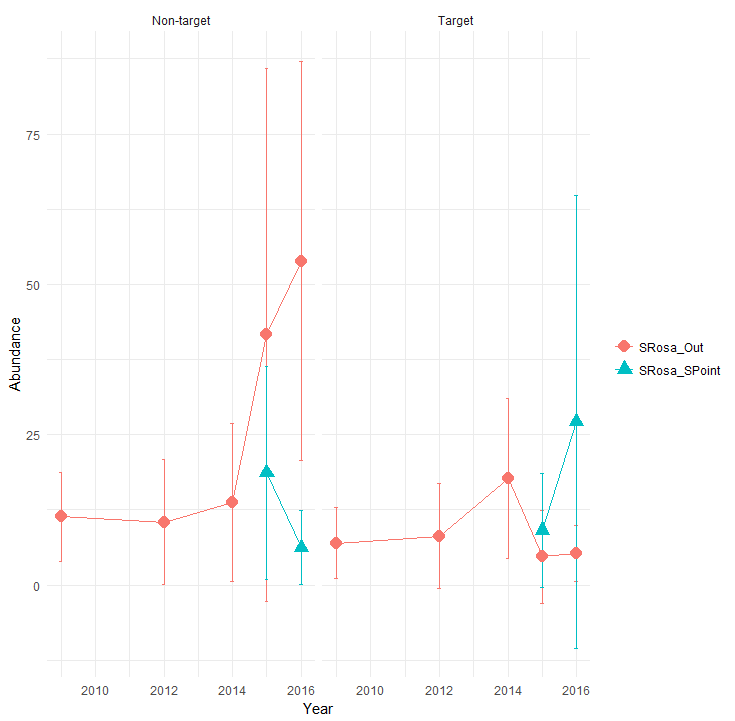 Non-target Target
75
50
25
0
Abundance
2010 2012 2014 2016 2010 2012 2014 2016
Year
SRosa_Out
SRosa_SPoint